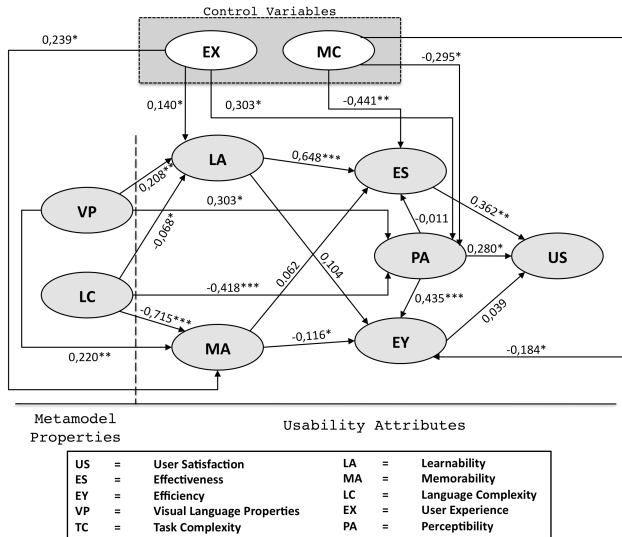 Control Variables
0,239*
EX
MC
-0,295*
0,140*
0,303*
-0,441**
LA
0,648***
ES
0,208**
VP
0,303*
-0,011
0,362**
-0,068*
PA
0,280*
US
LC
-0,418***
0.062
0,104
-0,715***
0,435***
0,039
MA
-0,116*
EY
0,220**
-0,184*
Metamodel
Properties
Usability Attributes
US = User Satisfaction LA = Learnability
ES = Effectiveness MA = Memorability
EY = Efficiency LC = Language Complexity
VP = Visual Language Properties EX = User Experience
TC = Task Complexity PA = Perceptibility